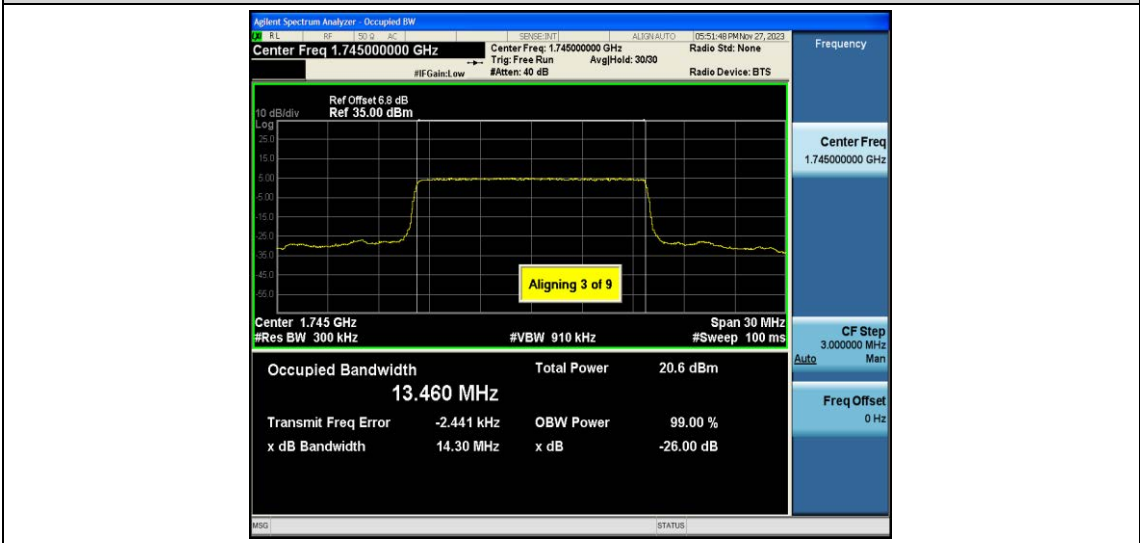 Agilent Spectrum Analyzer - Occupied BW
RL RF 50 Ω AC SENSE:INT ALIGNAUTO 05:51:48 PM Nov 27, 2023
Center Freq 1.745000000 GHz Center Freq: 1.745000000 GHz Radio Std: None
Trig: Free Run Avg|Hold: 30/30
#IFGain:Low #Atten: 40 dB Radio Device: BTS
Frequency
Ref Offset 6.8 dB
10 dB/div Ref 35.00 dBm
Log
25.0
15.0
5.00
-5.00
-15.0
-25.0
-35.0
-45.0
-55.0
Aligning 3 of 9
Center 1.745 GHz Span 30 MHz
#Res BW 300 kHz #VBW 910 kHz #Sweep 100 ms
Center Freq
1.745000000 GHz
CF Step
3.000000 MHz
Auto Man
Freq Offset
0 Hz
Occupied Bandwidth Total Power 20.6 dBm
13.460 MHz
Transmit Freq Error -2.441 kHz OBW Power 99.00 %
x dB Bandwidth 14.30 MHz x dB -26.00 dB
MSG STATUS